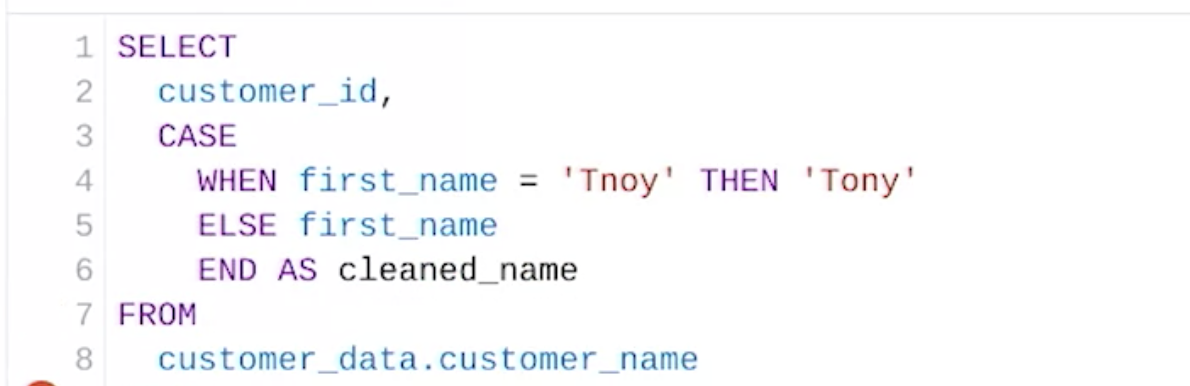 1 SELECT
2 customer_id,
3 CASE
4 WHEN first_name = 'Tnoy' THEN 'Tony'
5 ELSE first_name
6 END AS cleaned_name
7 FROM
8 customer_data.customer_name